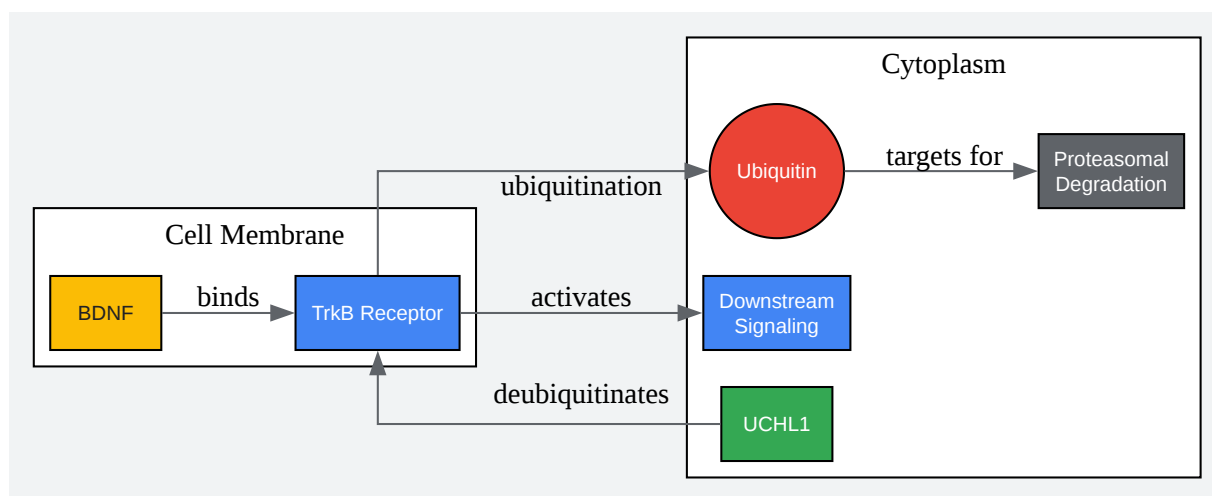 Cytoplasm
Ubiquitin
targets for
Proteasomal
Degradation
ubiquitination
Cell Membrane
BDNF
binds
TrkB Receptor
activates
Downstream
Signaling
deubiquitinates
UCHL1